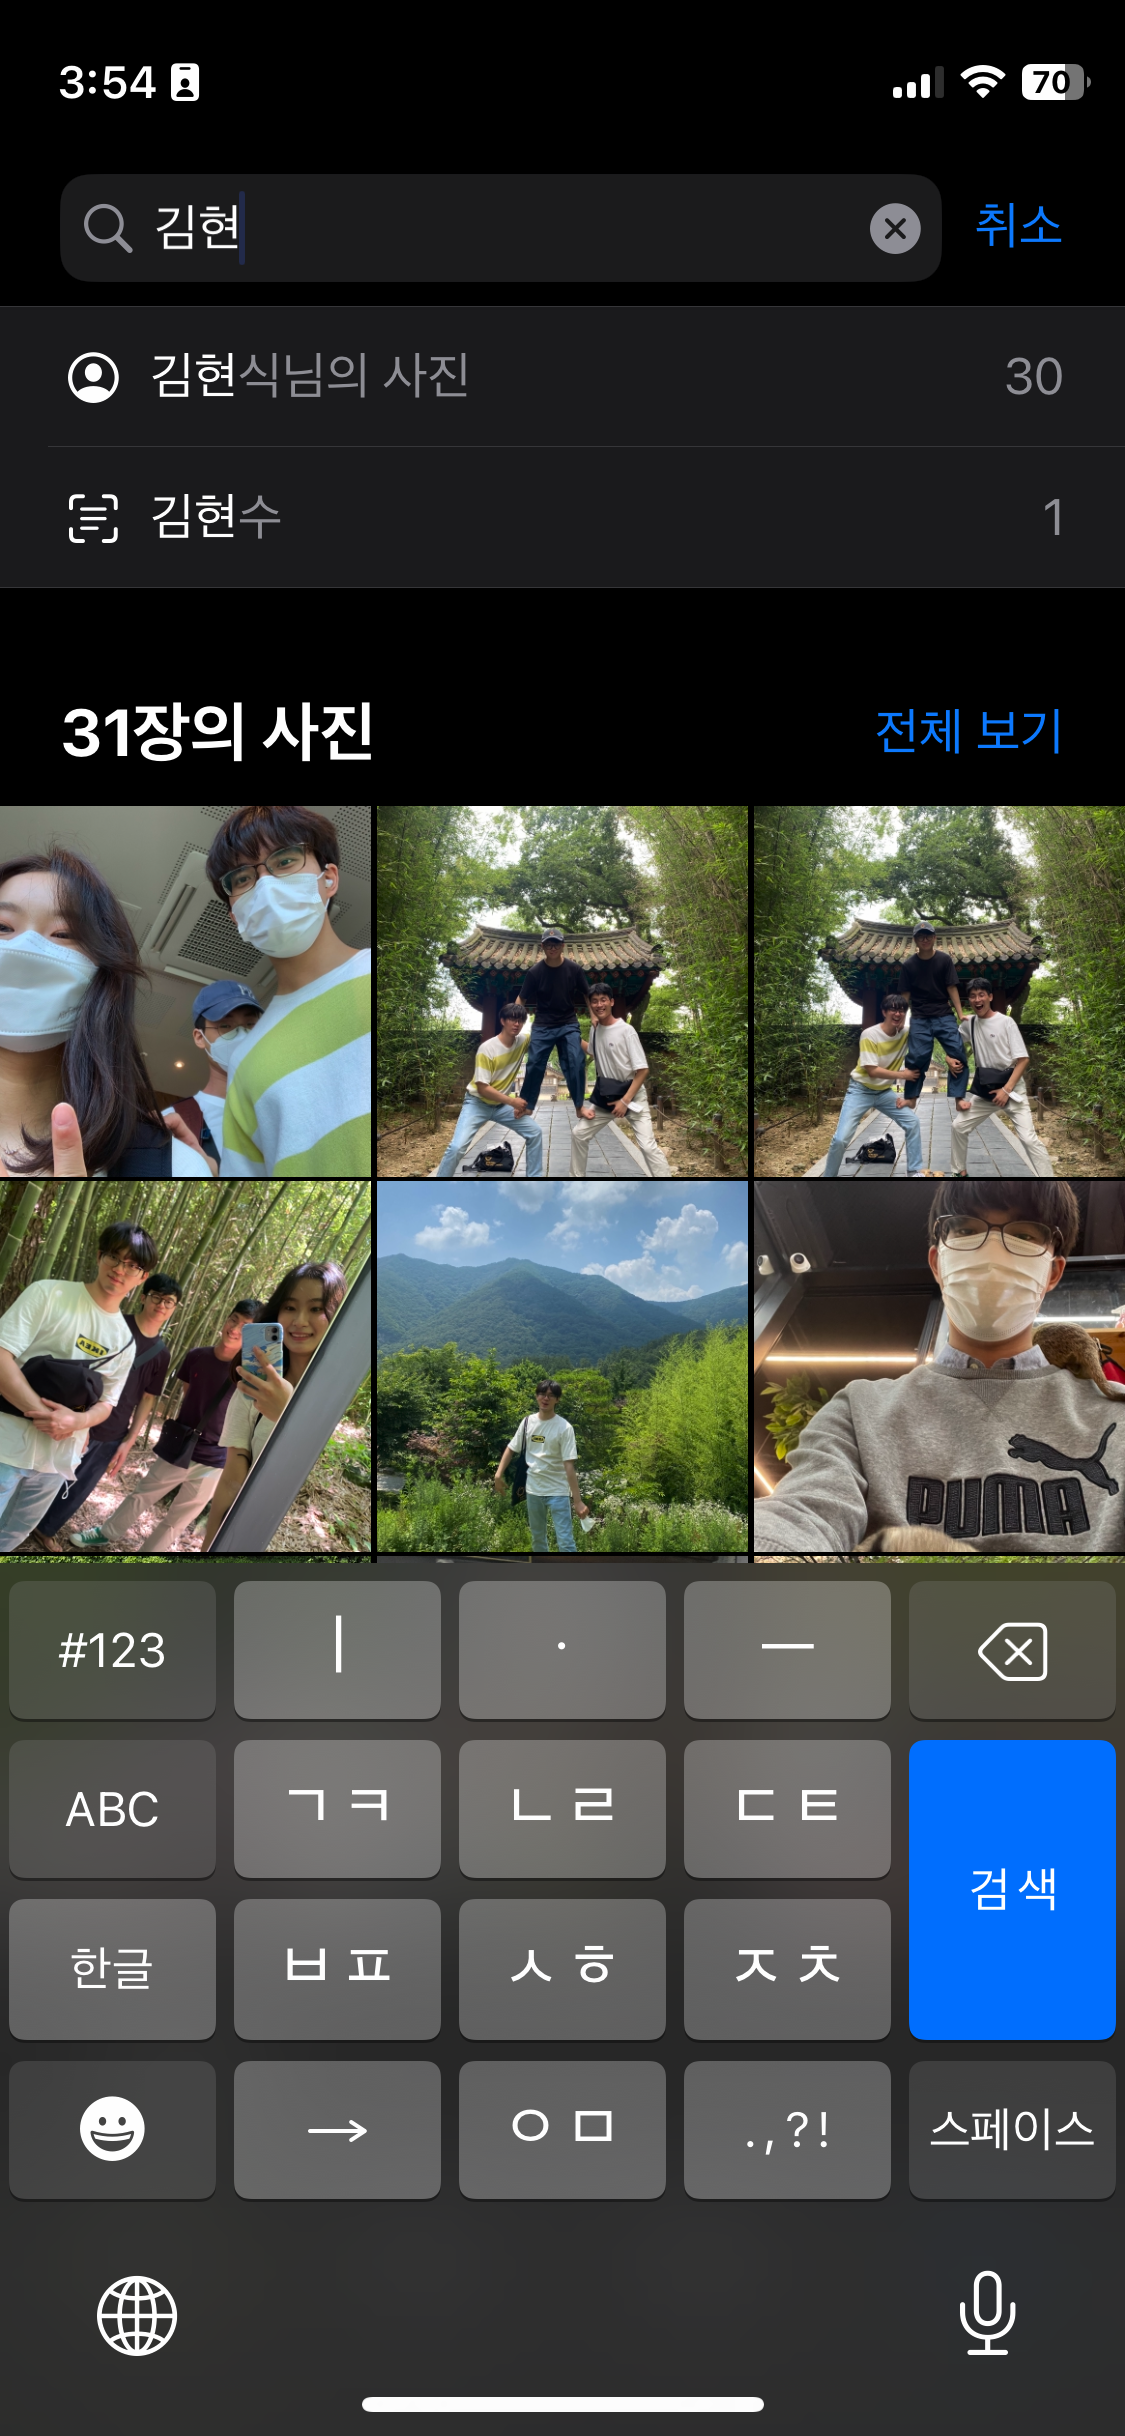 3:54
70
김현
취소
김현식님의 사진
30
김현수
1
31장의 사진
전체 보기
IKEA
PUMA
#123
ㅣ
·
ㅡ
ABC
ㄱㅋ
ㄴㄹ
ㄷㅌ
검색
한글
ㅂㅍ
ㅅㅎ
ㅈㅊ
→
ㅇㅁ
.,?!
스페이스